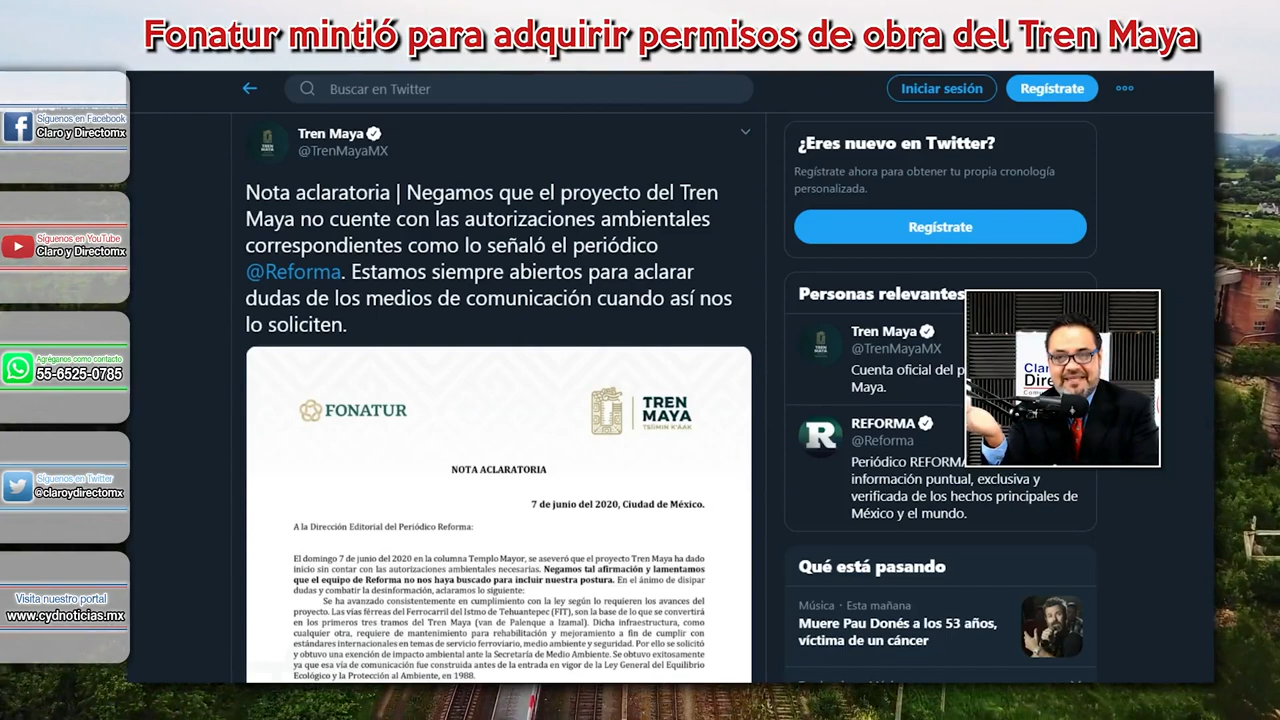 Fonatur mintió para adquirir permisos de obra del Tren Maya
Síguenos en Facebook
Claro y Directomx
Síguenos en YouTube
Claro y Directomx
Agréganos como contacto
55-6525-0785
Síguenos en Twitter
@claroydirectomx
Visita nuestro portal
www.cydnoticias.mx
Buscar en Twitter
Iniciar sesión
Regístrate
Tren Maya
@TrenMayaMX
Nota aclaratoria | Negamos que el proyecto del Tren
Maya no cuente con las autorizaciones ambientales
correspondientes como lo señaló el periódico
@Reforma. Estamos siempre abiertos para aclarar
dudas de los medios de comunicación cuando así nos
lo soliciten.
FONATUR
TREN
MAYA
TSÍIMIN K'ÁAK
NOTA ACLARATORIA
7 de junio del 2020, Ciudad de México.
A la Dirección Editorial del Periódico Reforma:
El domingo 7 de junio del 2020 en la columna Templo Mayor, se aseveró que el proyecto Tren Maya ha dado
inicio sin contar con las autorizaciones ambientales necesarias. Negamos tal afirmación y lamentamos
que el equipo de Reforma no nos haya buscado para incluir nuestra postura. En el ánimo de disipar
dudas y combatir la desinformación, aclaramos lo siguiente:
Se ha avanzado consistentemente en cumplimiento con la ley según lo requieren los avances del
proyecto. Las vías férreas del Ferrocarril del Istmo de Tehuantepec (FIT), son la base de lo que se convertirá
en los primeros tres tramos del Tren Maya (van de Palenque a Izamal). Dicha infraestructura, como
cualquier otra, requiere de mantenimiento para rehabilitación y mejoramiento a fin de cumplir con
estándares internacionales en temas de servicio ferroviario, medio ambiente y seguridad. Por ello se solicitó
y obtuvo una exención de impacto ambiental ante la Secretaría de Medio Ambiente. Se obtuvo exitosamente
ya que esa vía de comunicación fue construida antes de la entrada en vigor de la Ley General del Equilibrio
Ecológico y la Protección al Ambiente, en 1988.
¿Eres nuevo en Twitter?
Regístrate ahora para obtener tu propia cronología
personalizada.
Regístrate
Personas relevantes
Tren Maya
@TrenMayaMX
Cuenta oficial del p
Maya.
REFORMA
@Reforma
Periódico REFORMA
información puntual, exclusiva y
verificada de los hechos principales de
México y el mundo.
Qué está pasando
Música · Esta mañana
Muere Pau Donés a los 53 años,
víctima de un cáncer